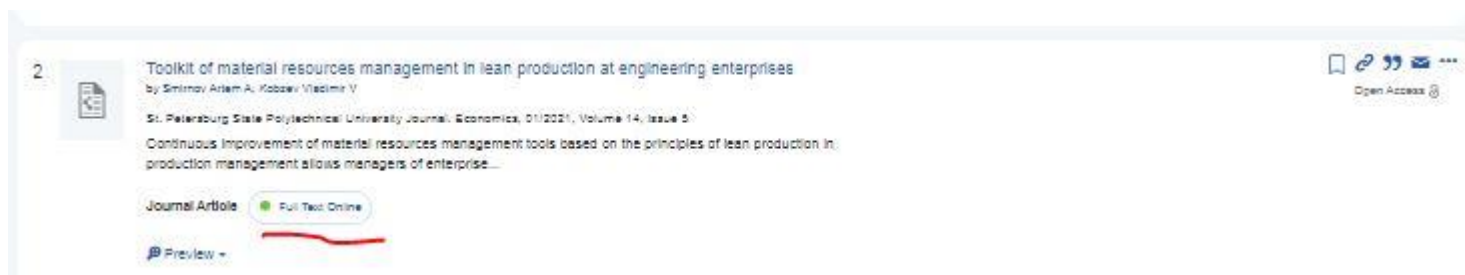 2
Toolkit of material resources management in lean production at engineering enterprises
by Smirnov Artem A, Kobzev Vladimir V
Open Access
St. Petersburg State Polytechnical University Journal. Economics, 01/2021, Volume 14, Issue 5
Continuous improvement of material resources management tools based on the principles of lean production in
production management allows managers of enterprise...
Journal Article Full Text Online
Preview